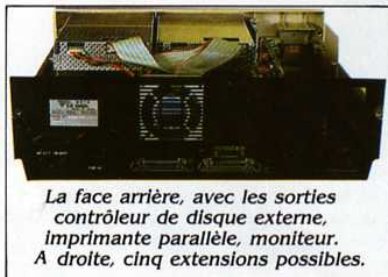 La face arrière, avec les sorties
contrôleur de disque externe,
imprimante parallèle, moniteur.
A droite, cinq extensions possibles.